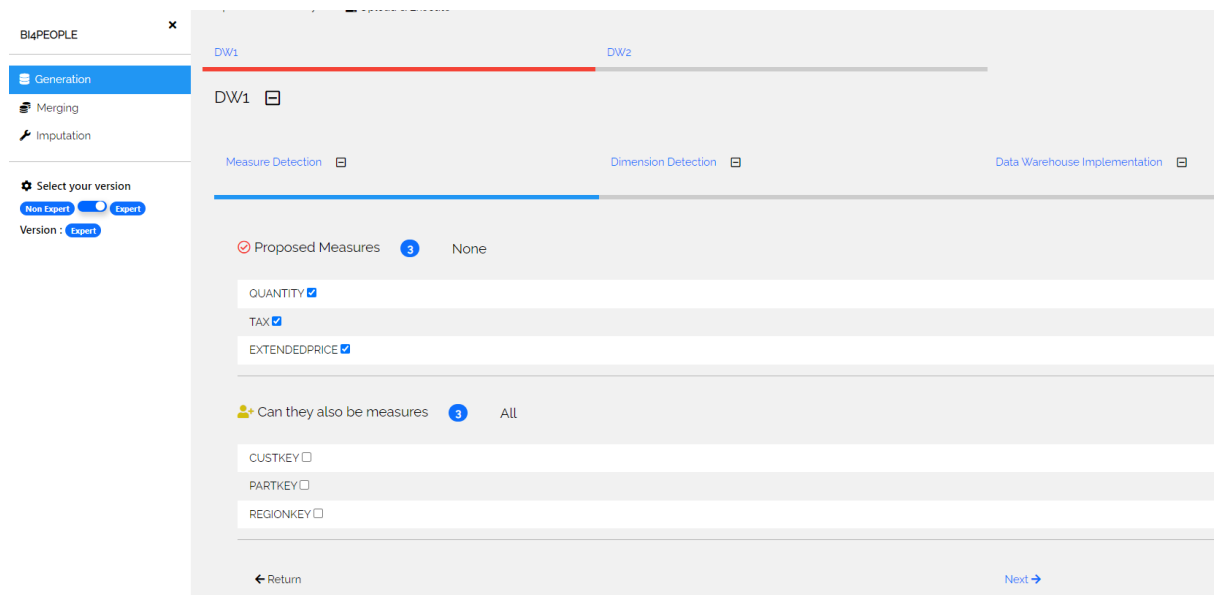 BI4PEOPLE ×
Generation
Merging
Imputation
Select your version
Non Expert Expert
Version : Expert
DW1 DW2
DW1
Measure Detection Dimension Detection Data Warehouse Implementation
Proposed Measures 3 None
QUANTITY
TAX
EXTENDEDPRICE
Can they also be measures 3 All
CUSTKEY
PARTKEY
REGIONKEY
Return Next